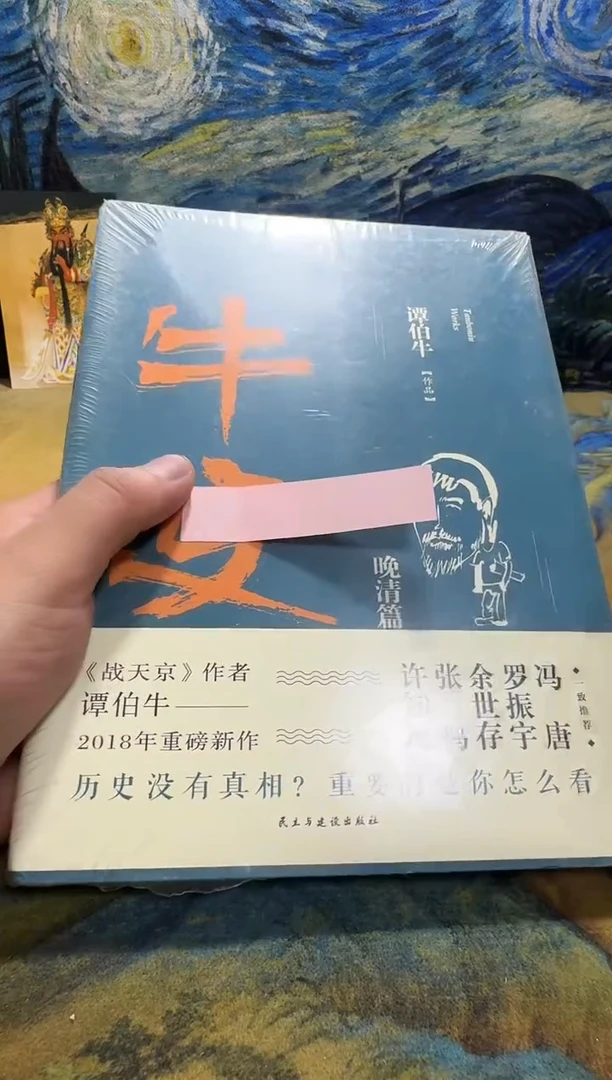 牛
谭伯牛
【作品】
Tanboniu
Works
晚清篇
《战天京》作者
谭伯牛——
2018年重磅新作
许 张 余 罗 冯
世 振
存 宇 唐
一致推荐
历史没有真相？重要 你怎么看
民主与建设出版社